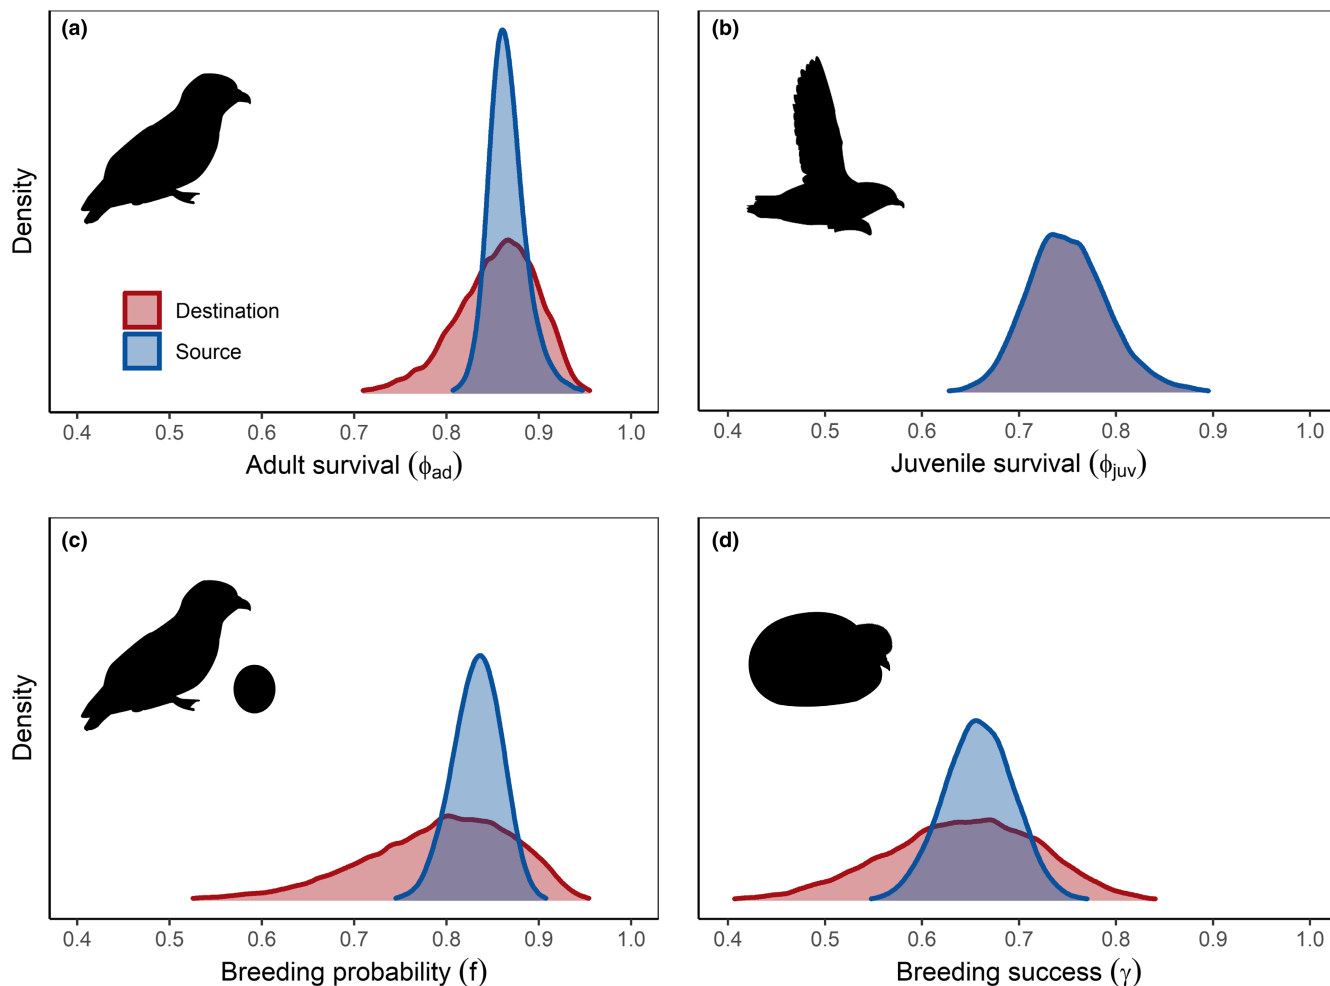 (a)
Density
Destination
Source
0.4 0.5 0.6 0.7 0.8 0.9 1.0
Adult survival (ϕad)
(b)
0.4 0.5 0.6 0.7 0.8 0.9 1.0
Juvenile survival (ϕjuv)
(c)
Density
0.4 0.5 0.6 0.7 0.8 0.9 1.0
Breeding probability (f)
(d)
0.4 0.5 0.6 0.7 0.8 0.9 1.0
Breeding success (γ)